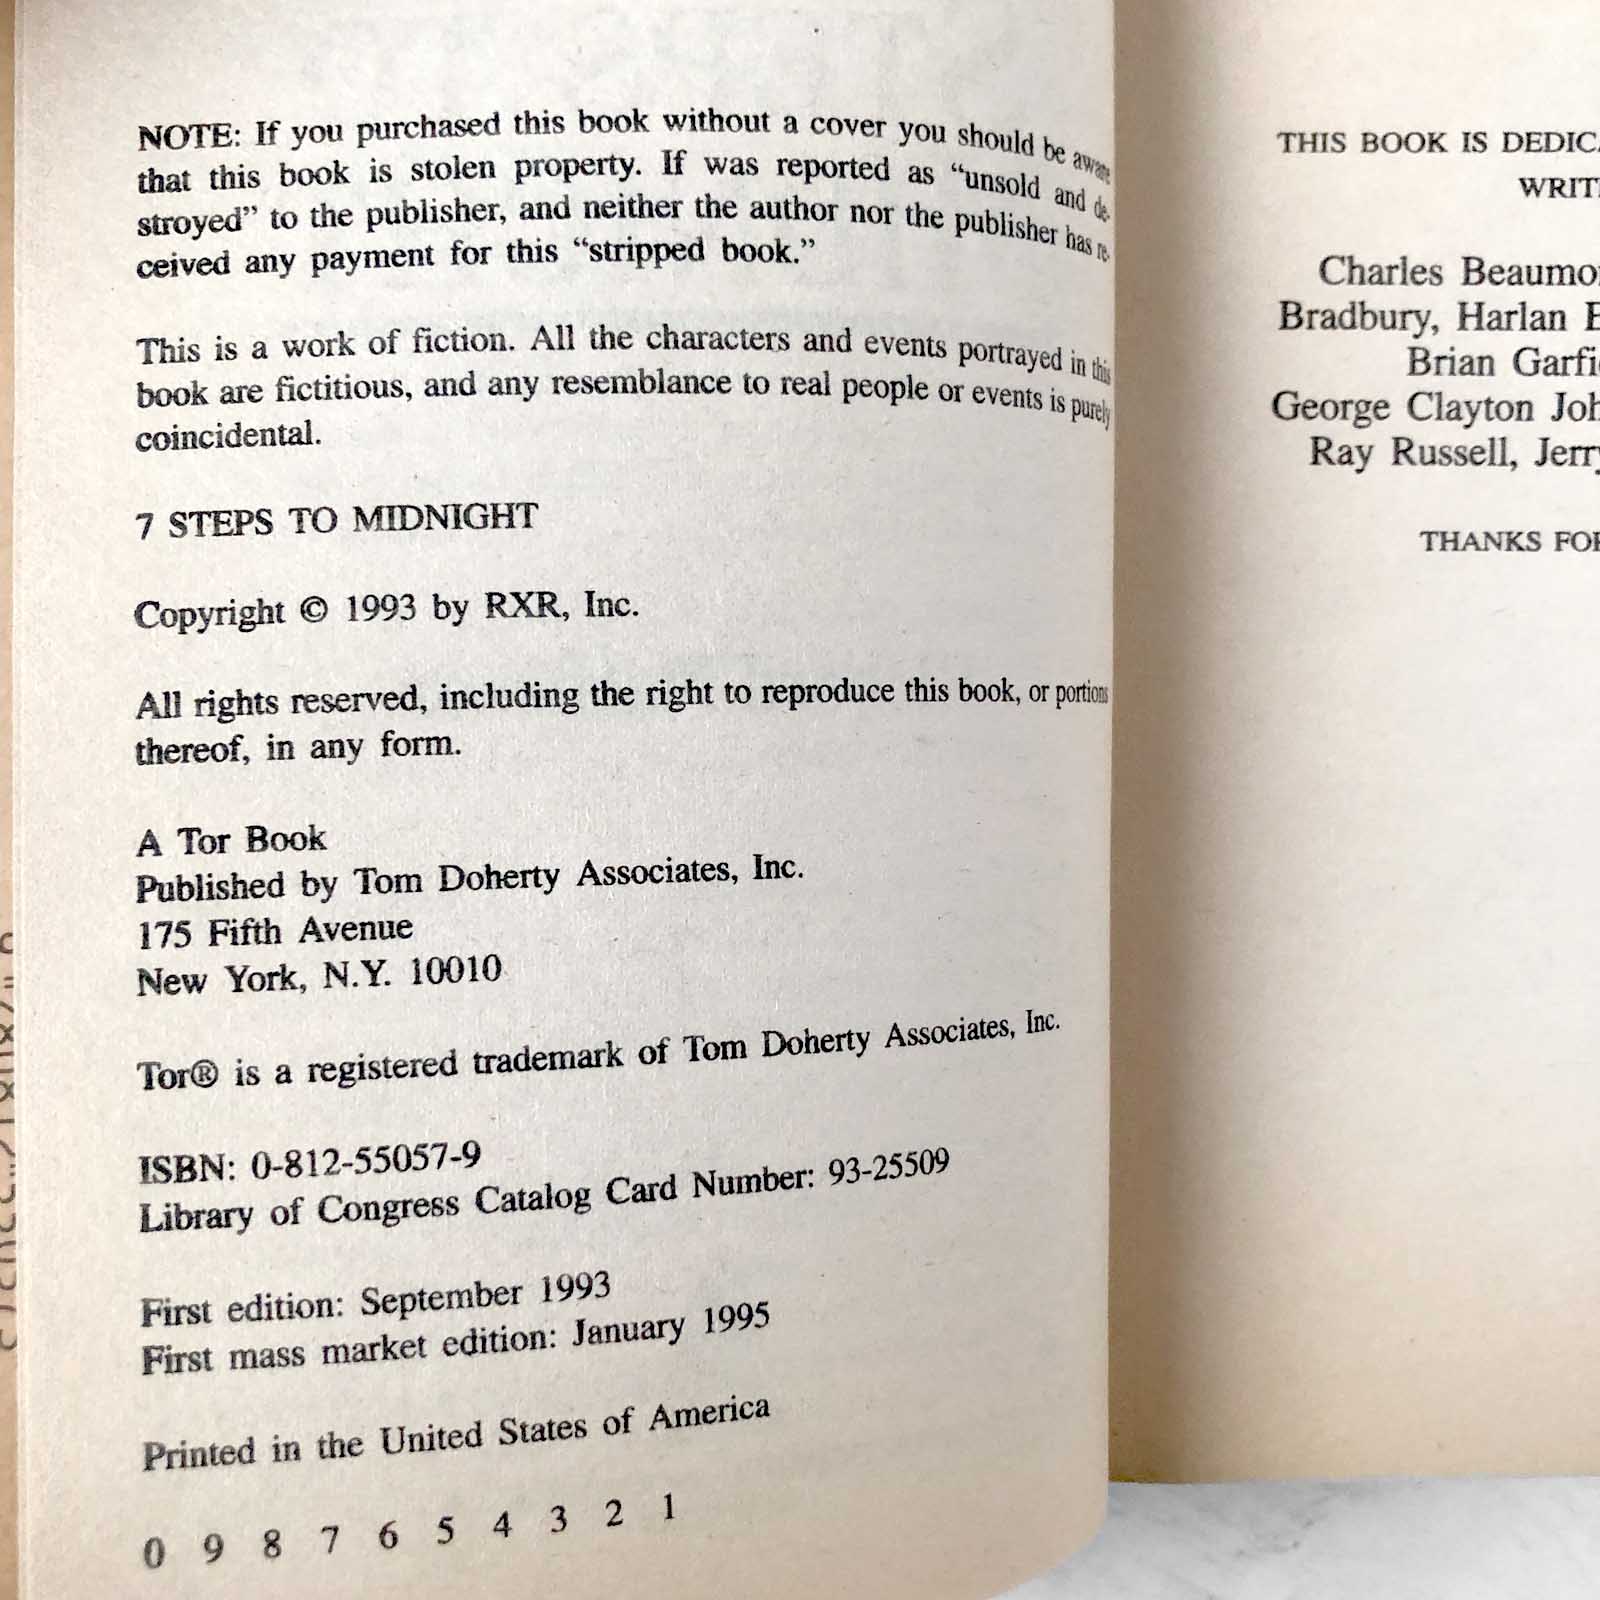 NOTE: If you purchased this book without a cover you should be aware
that this book is stolen property. If was reported as “unsold and de-
stroyed” to the publisher, and neither the author nor the publisher has re-
ceived any payment for this “stripped book.”
This is a work of fiction. All the characters and events portrayed in this
book are fictitious, and any resemblance to real people or events is purely
coincidental.
7 STEPS TO MIDNIGHT
Copyright © 1993 by RXR, Inc.
All rights reserved, including the right to reproduce this book, or portions
thereof, in any form.
A Tor Book
Published by Tom Doherty Associates, Inc.
175 Fifth Avenue
New York, N.Y. 10010
Tor® is a registered trademark of Tom Doherty Associates, Inc.
ISBN: 0-812-55057-9
Library of Congress Catalog Card Number: 93-25509
First edition: September 1993
First mass market edition: January 1995
Printed in the United States of America
0 9 8 7 6 5 4 3 2 1
THIS BOOK IS
Charles
Bradbury, Harlan
Brian
George Clayton
Ray Russell,
THANKS